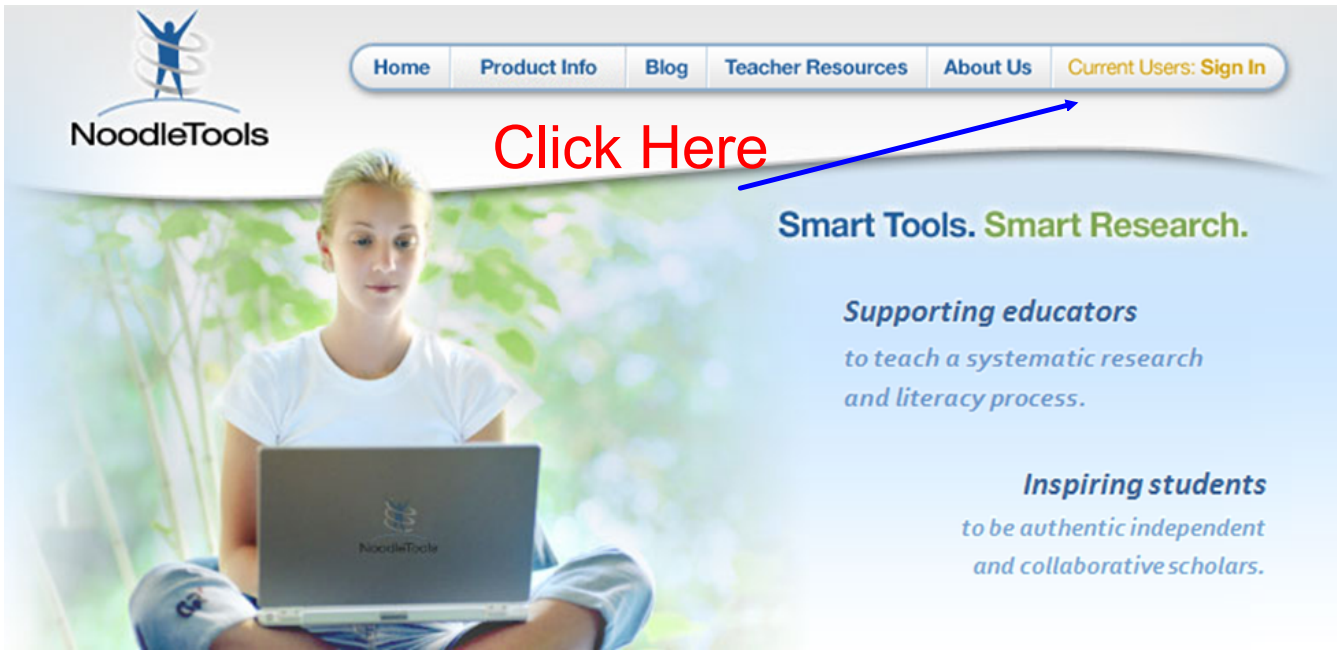 NoodleTools
Home Product Info Blog Teacher Resources About Us Current Users: Sign In
Click Here
Smart Tools. Smart Research.
Supporting educators
to teach a systematic research
and literacy process.
Inspiring students
to be authentic independent
and collaborative scholars.
NoodleTools